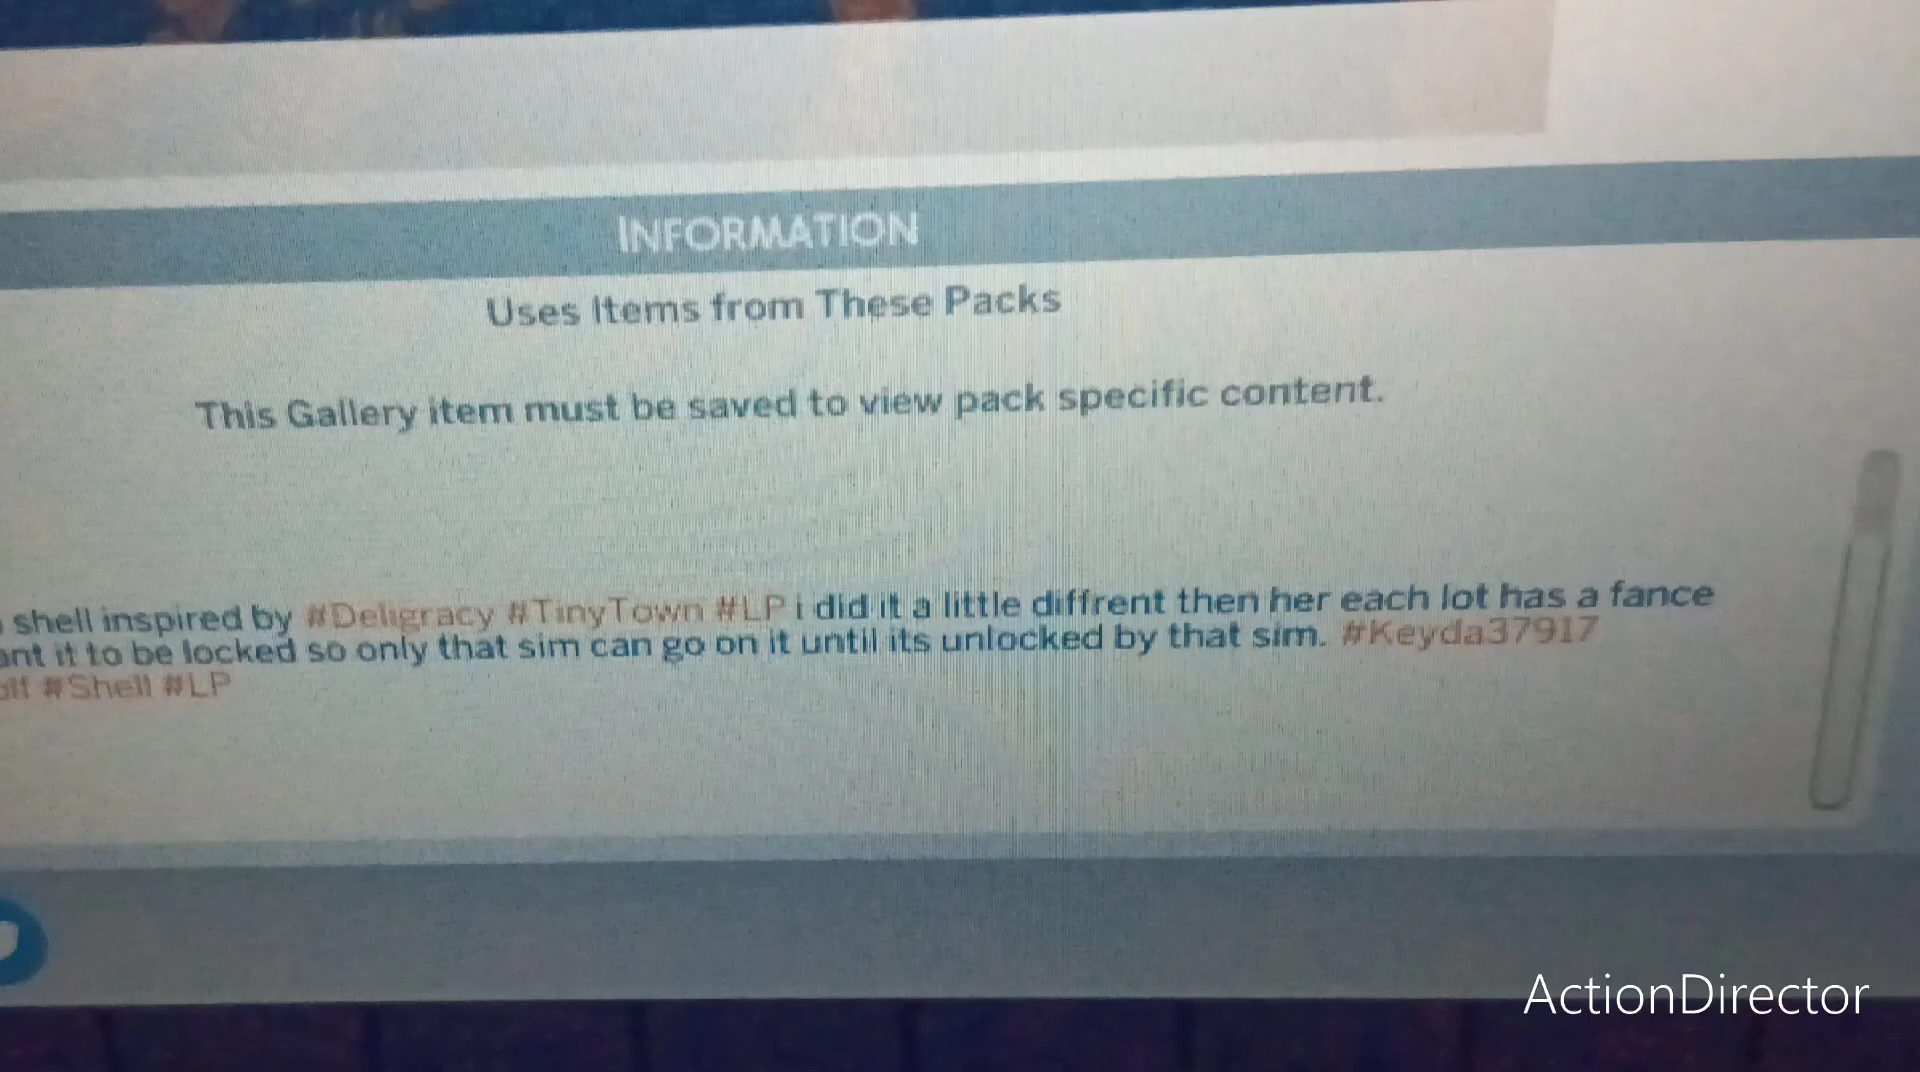 INFORMATION
Uses Items from These Packs
This Gallery item must be saved to view pack specific content.
shell inspired by #Deligracy #TinyTown #LP i did it a little diffrent then her each lot has a fance
it to be locked so only that sim can go on it until its unlocked by that sim. #Keyda37917
#Shell #LP
ActionDirector